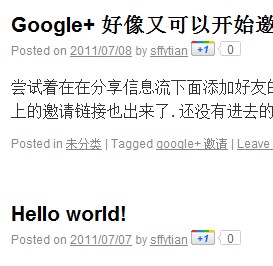 Google+ 好像又可以开始邀
Posted on 2011/07/08 by sffytian +1 0
尝试着在在分享信息流下面添加好友的
上的邀请链接也出来了.还没有进去的
Posted in 未分类 | Tagged google+ 邀请 | Leave
Hello world!
Posted on 2011/07/07 by sffytian +1 0